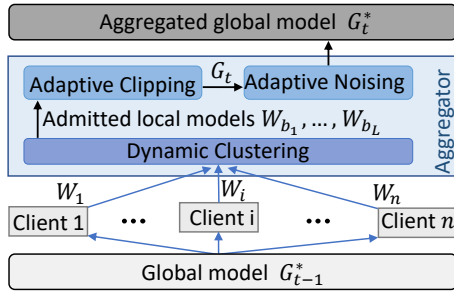 Aggregated global model G*t
Adaptive Clipping
Gt
Adaptive Noising
Admitted local models Wb1, ..., WbL
Dynamic Clustering
Aggregator
W1
Wi
Wn
Client 1
...
Client i
...
Client n
Global model G*t−1